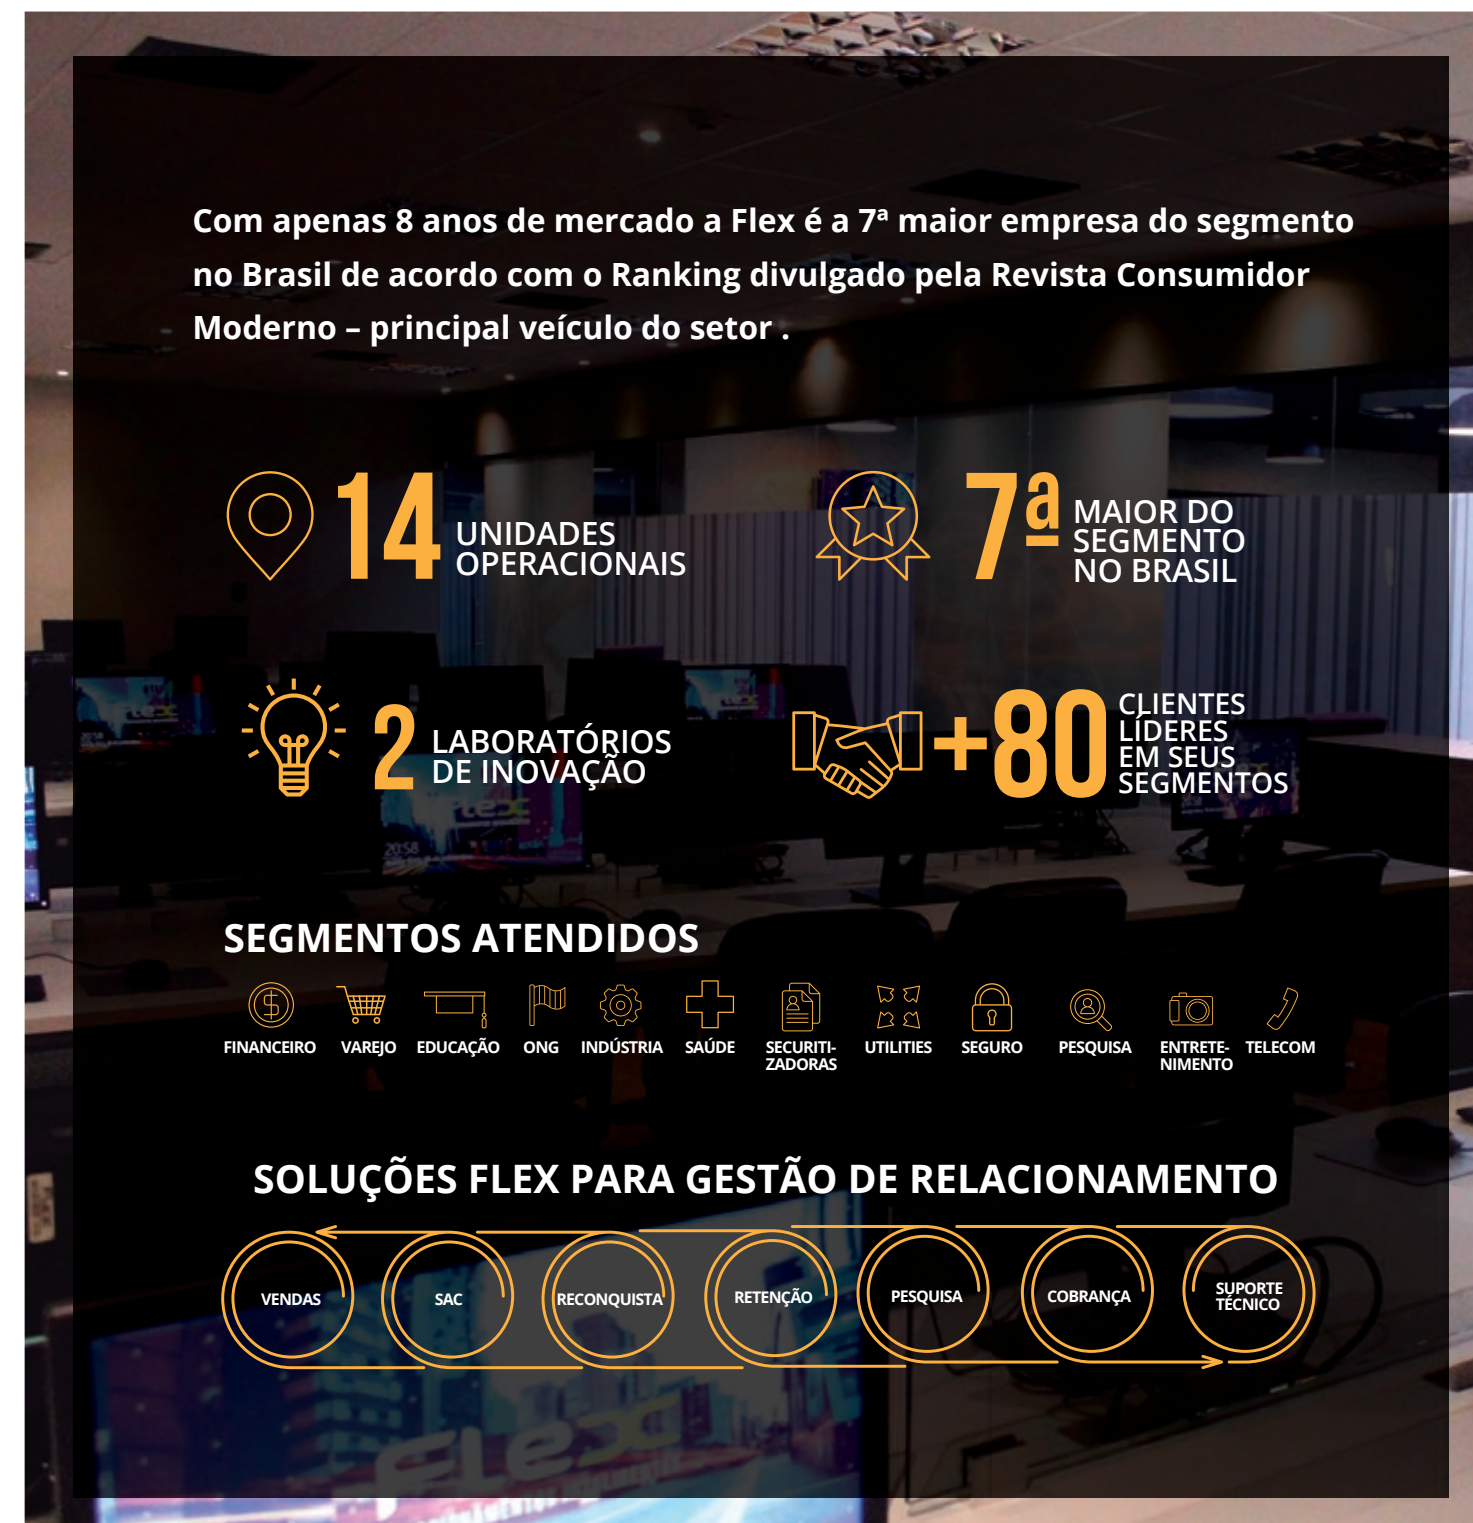 Com apenas 8 anos de mercado a Flex é a 7ª maior empresa do segmento
no Brasil de acordo com o Ranking divulgado pela Revista Consumidor
Moderno – principal veículo do setor .
14 UNIDADES
OPERACIONAIS
7ª MAIOR DO
SEGMENTO
NO BRASIL
2 LABORATÓRIOS
DE INOVAÇÃO
+80 CLIENTES
LÍDERES
EM SEUS
SEGMENTOS
SEGMENTOS ATENDIDOS
FINANCEIRO
VAREJO
EDUCAÇÃO
ONG
INDÚSTRIA
SAÚDE
SECURITI-
ZADORAS
UTILITIES
SEGURO
PESQUISA
ENTRETE-
NIMENTO
TELECOM
SOLUÇÕES FLEX PARA GESTÃO DE RELACIONAMENTO
VENDAS
SAC
RECONQUISTA
RETENÇÃO
PESQUISA
COBRANÇA
SUPORTE
TÉCNICO
Flex
20:58
Flex